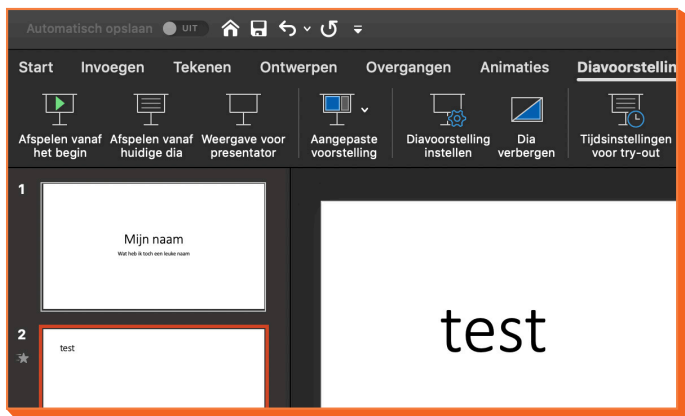 Automatisch opslaan UIT
Start Invoegen Tekenen Ontwerpen Overgangen Animaties Diavoorstellin
Afspelen vanaf het begin
Afspelen vanaf huidige dia
Weergave voor presentator
Aangepaste voorstelling
Diavoorstelling instellen
Dia verbergen
Tijdsinstellingen voor try-out
1
Mijn naam
Wat heb ik toch een leuke naam
2
test
test